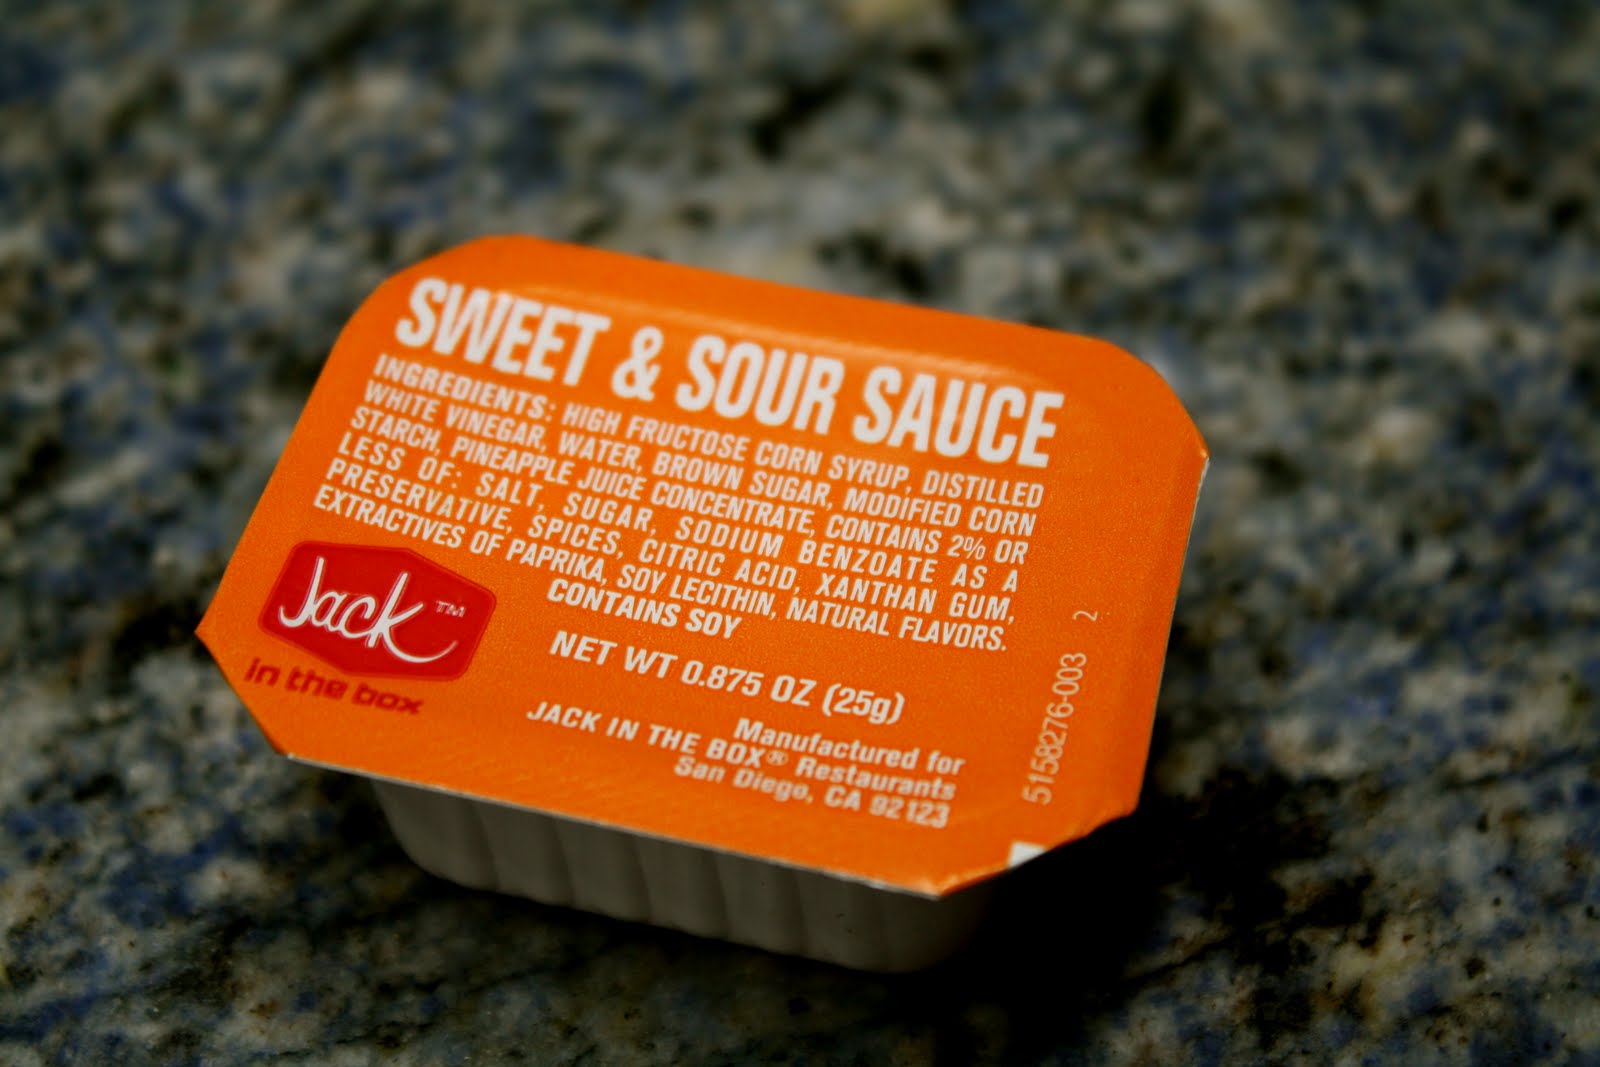 SWEET & SOUR SAUCE
INGREDIENTS: HIGH FRUCTOSE CORN SYRUP, DISTILLED
WHITE VINEGAR, WATER, BROWN SUGAR, MODIFIED CORN
STARCH, PINEAPPLE JUICE CONCENTRATE, CONTAINS 2% OR
LESS OF: SALT, SUGAR, SODIUM BENZOATE AS A
PRESERVATIVE, SPICES, CITRIC ACID, XANTHAN GUM,
EXTRACTIVES OF PAPRIKA, SOY LECITHIN, NATURAL FLAVORS.
CONTAINS SOY
NET WT 0.875 OZ (25g)
Jack™
in the box
Manufactured for
JACK IN THE BOX® Restaurants
San Diego, CA 92123
5158276-003 2